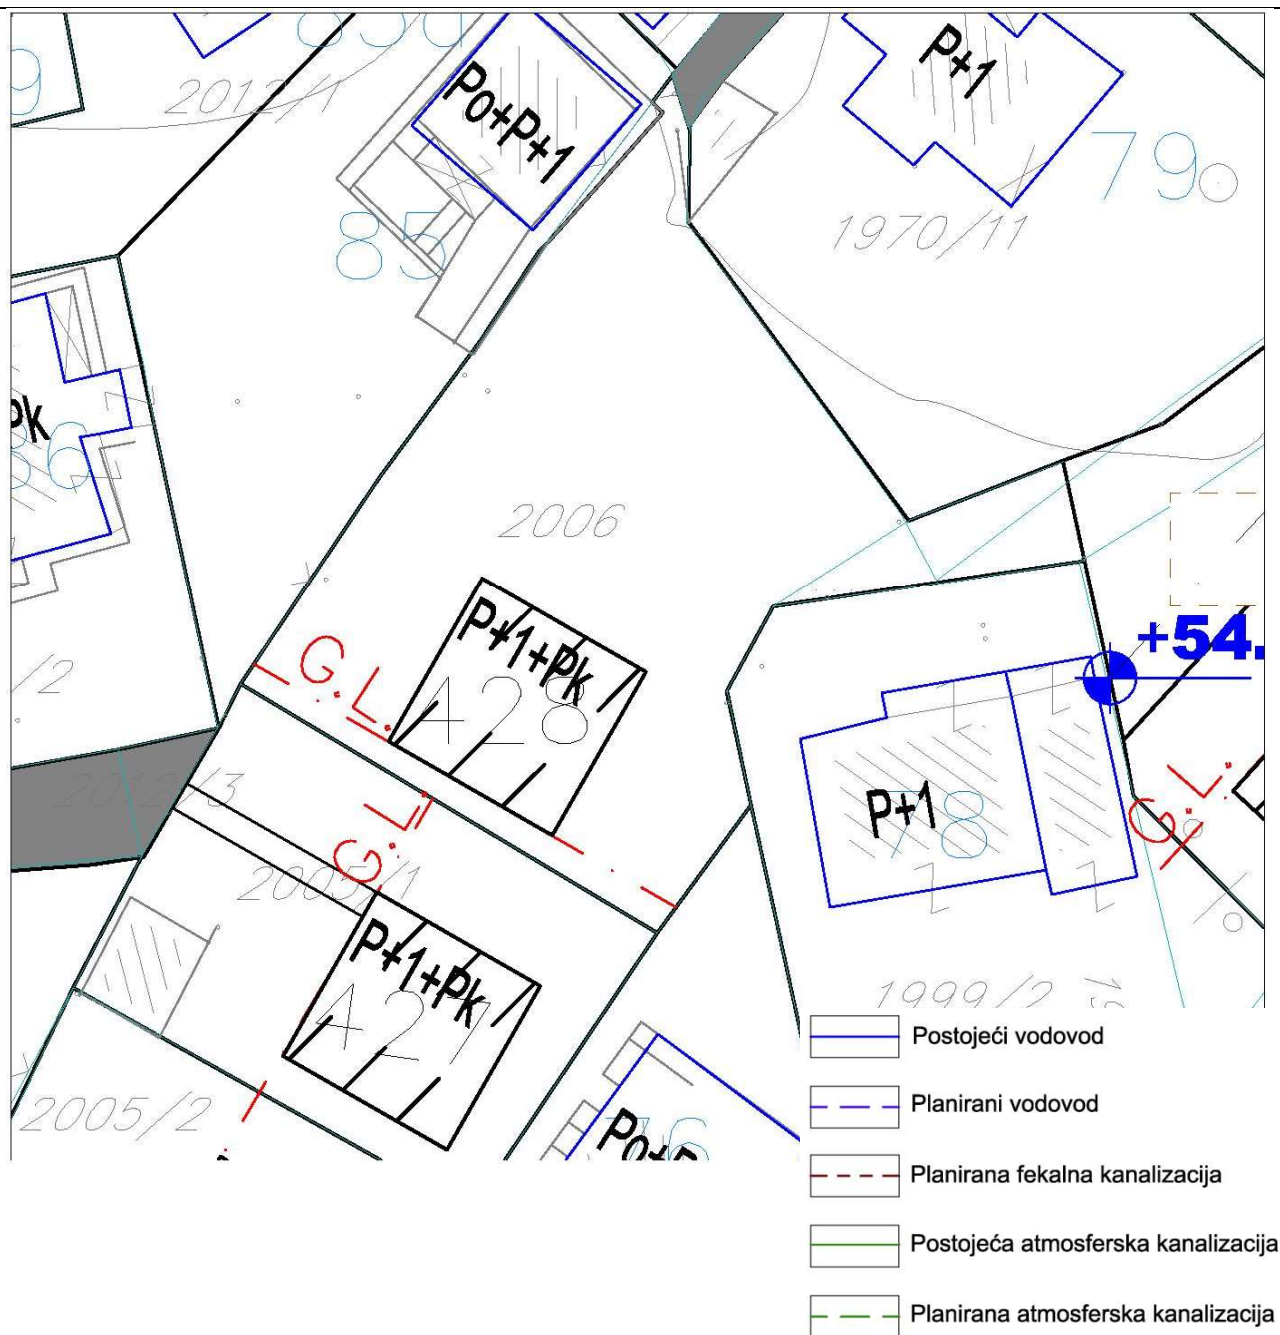 2012/1
Po+P+1
P+1
79
85
1970/11
Pk
2006
P+1+Pk
A28
G.L.
/2
+54.
2012/3
P+1
78
G.L.
G.L.
2005/1
P+1+Pk
A27
1999/2
2005/2
76
Postojeći vodovod
Planirani vodovod
Planirana fekalna kanalizacija
Postojeća atmosferska kanalizacija
Planirana atmosferska kanalizacija